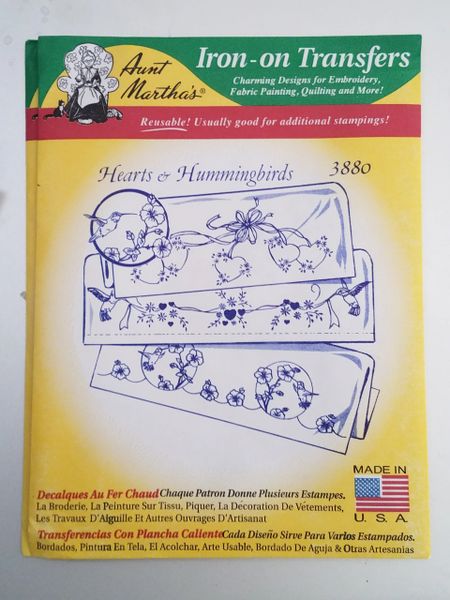 Aunt
Martha's®
Iron-on Transfers
Charming Designs for Embroidery,
Fabric Painting, Quilting and More!
Reusable! Usually good for additional stampings!
Hearts & Hummingbirds 3880
MADE IN
U. S. A.
Decalques Au Fer Chaud Chaque Patron Donne Plusieurs Estampes.
La Broderie, La Peinture Sur Tissu, Piquer, La Décoration De Vétements,
Les Travaux D'Aiguille Et Autres Ouvrages D'Artisanat
Transferencias Con Plancha Caliente Cada Diseño Sirve Para Varios Estampados.
Bordados, Pintura En Tela, El Acolchar, Arte Usable, Bordado De Aguja & Otras Artesanias